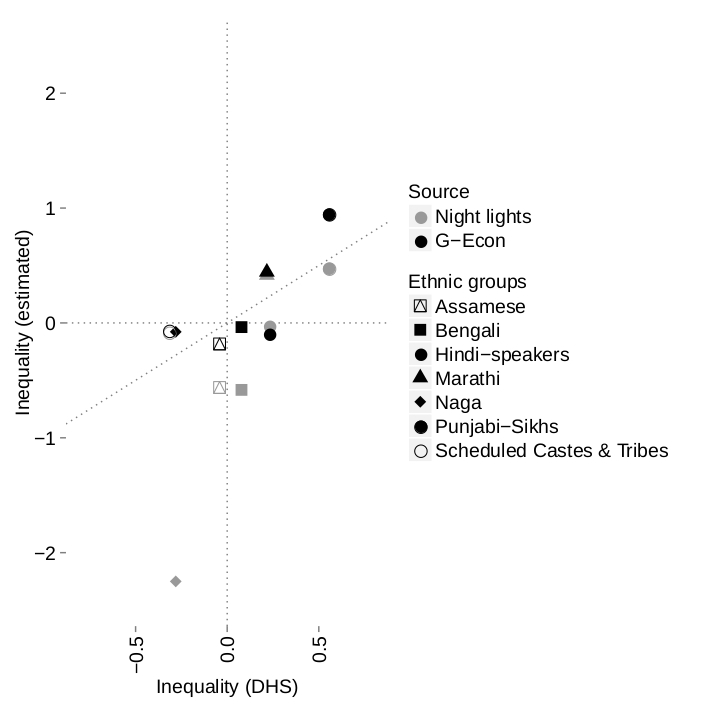 2
1
0
−1
−2
Inequality (estimated)
−0.5
0.0
0.5
Inequality (DHS)
Source
Night lights
G−Econ
Ethnic groups
Assamese
Bengali
Hindi−speakers
Marathi
Naga
Punjabi−Sikhs
Scheduled Castes & Tribes